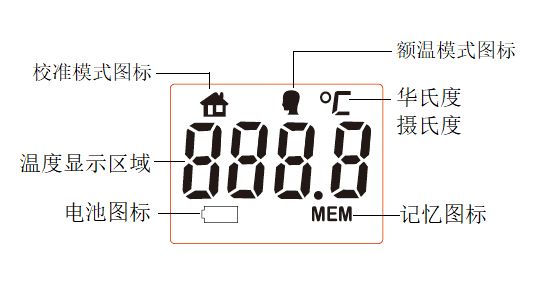 额温模式图标
校准模式图标
℃
华氏度
摄氏度
888.8
温度显示区域
电池图标
MEM
记忆图标